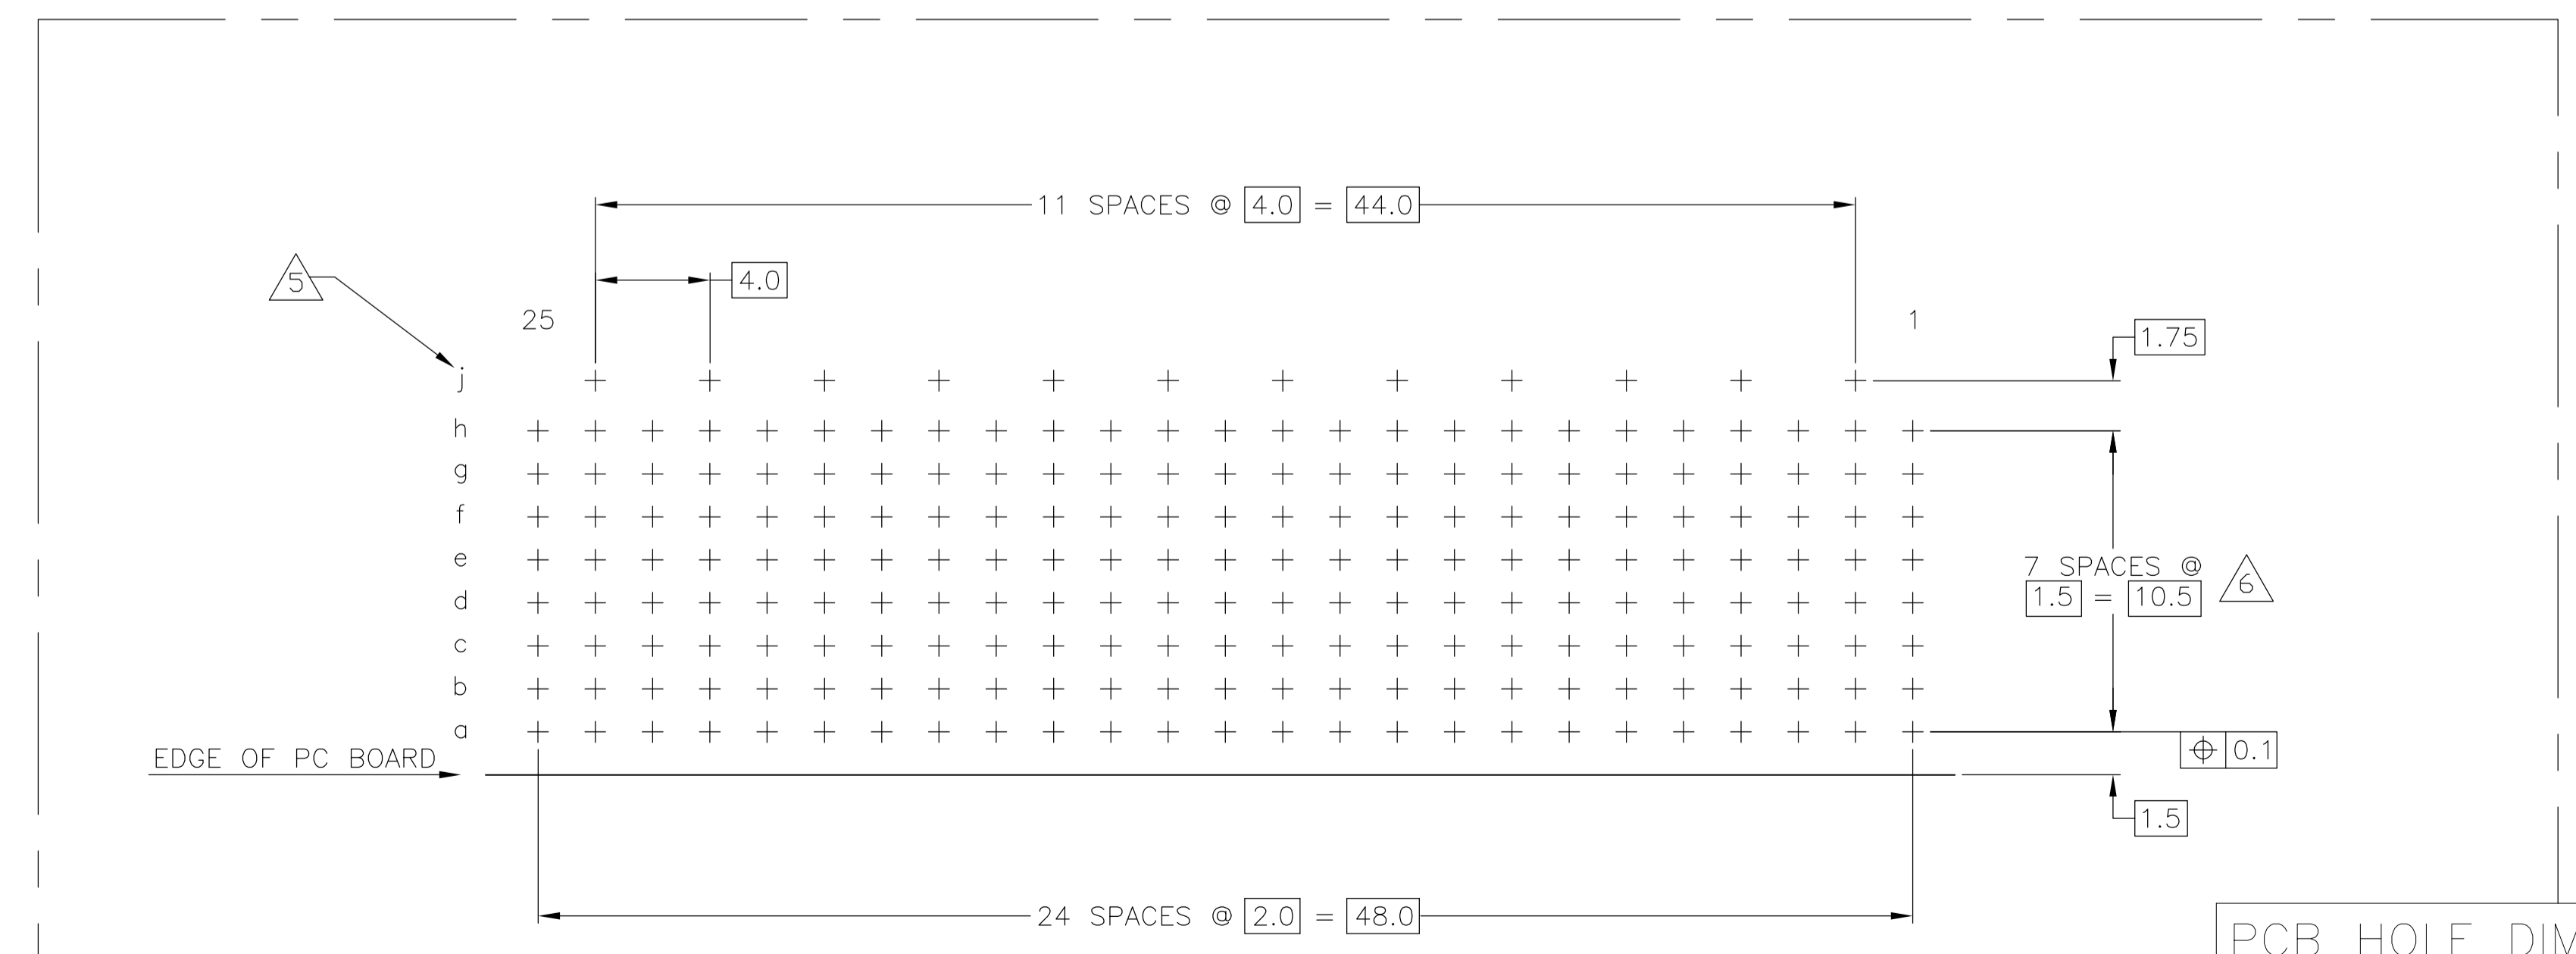 11 SPACES @ 4.0 = 44.0
5
4.0
25
1
1.75
j
h
g
f
e
7 SPACES @
1.5 = 10.5
6
d
c
b
a
EDGE OF PC BOARD
⌖ 0.1
1.5
24 SPACES @ 2.0 = 48.0
PCB HOLE DIM